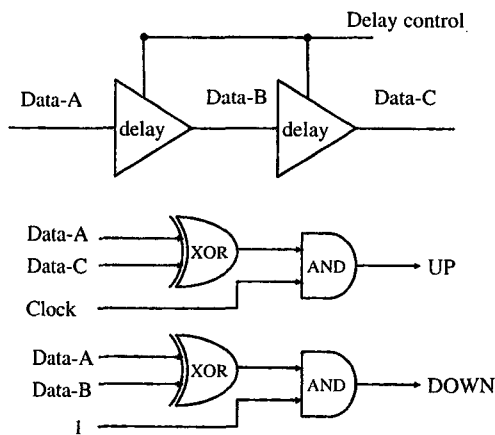 Delay control
Data-A
Data-B
Data-C
delay
delay
Data-A
Data-C
XOR
AND
UP
Clock
Data-A
Data-B
XOR
AND
DOWN
1